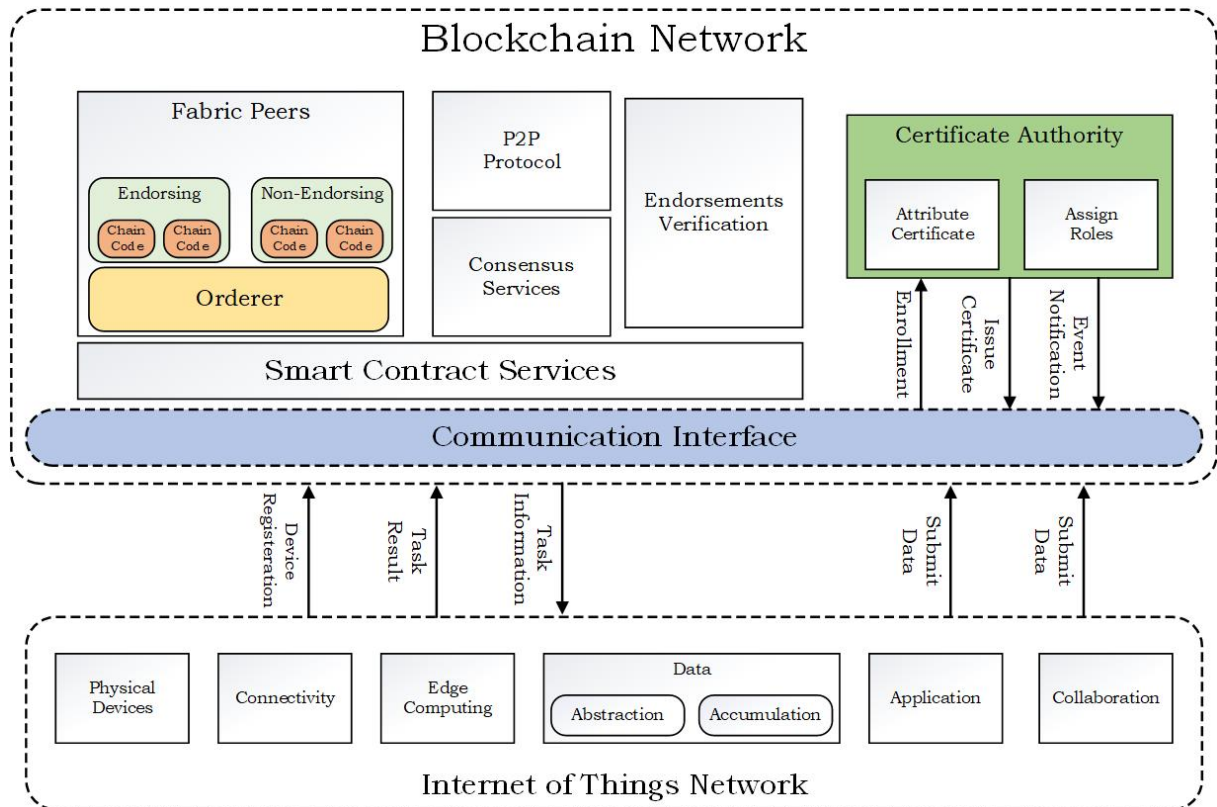 Blockchain Network
Fabric Peers
Endorsing
Chain
Code
Chain
Code
Non-Endorsing
Chain
Code
Chain
Code
Orderer
P2P
Protocol
Consensus
Services
Endorsements
Verification
Certificate Authority
Attribute
Certificate
Assign
Roles
Smart Contract Services
Enrollment
Issue
Certificate
Event
Notification
Communication Interface
Device
Registeration
Task
Result
Task
Information
Submit
Data
Submit
Data
Physical
Devices
Connectivity
Edge
Computing
Data
Abstraction
Accumulation
Application
Collaboration
Internet of Things Network